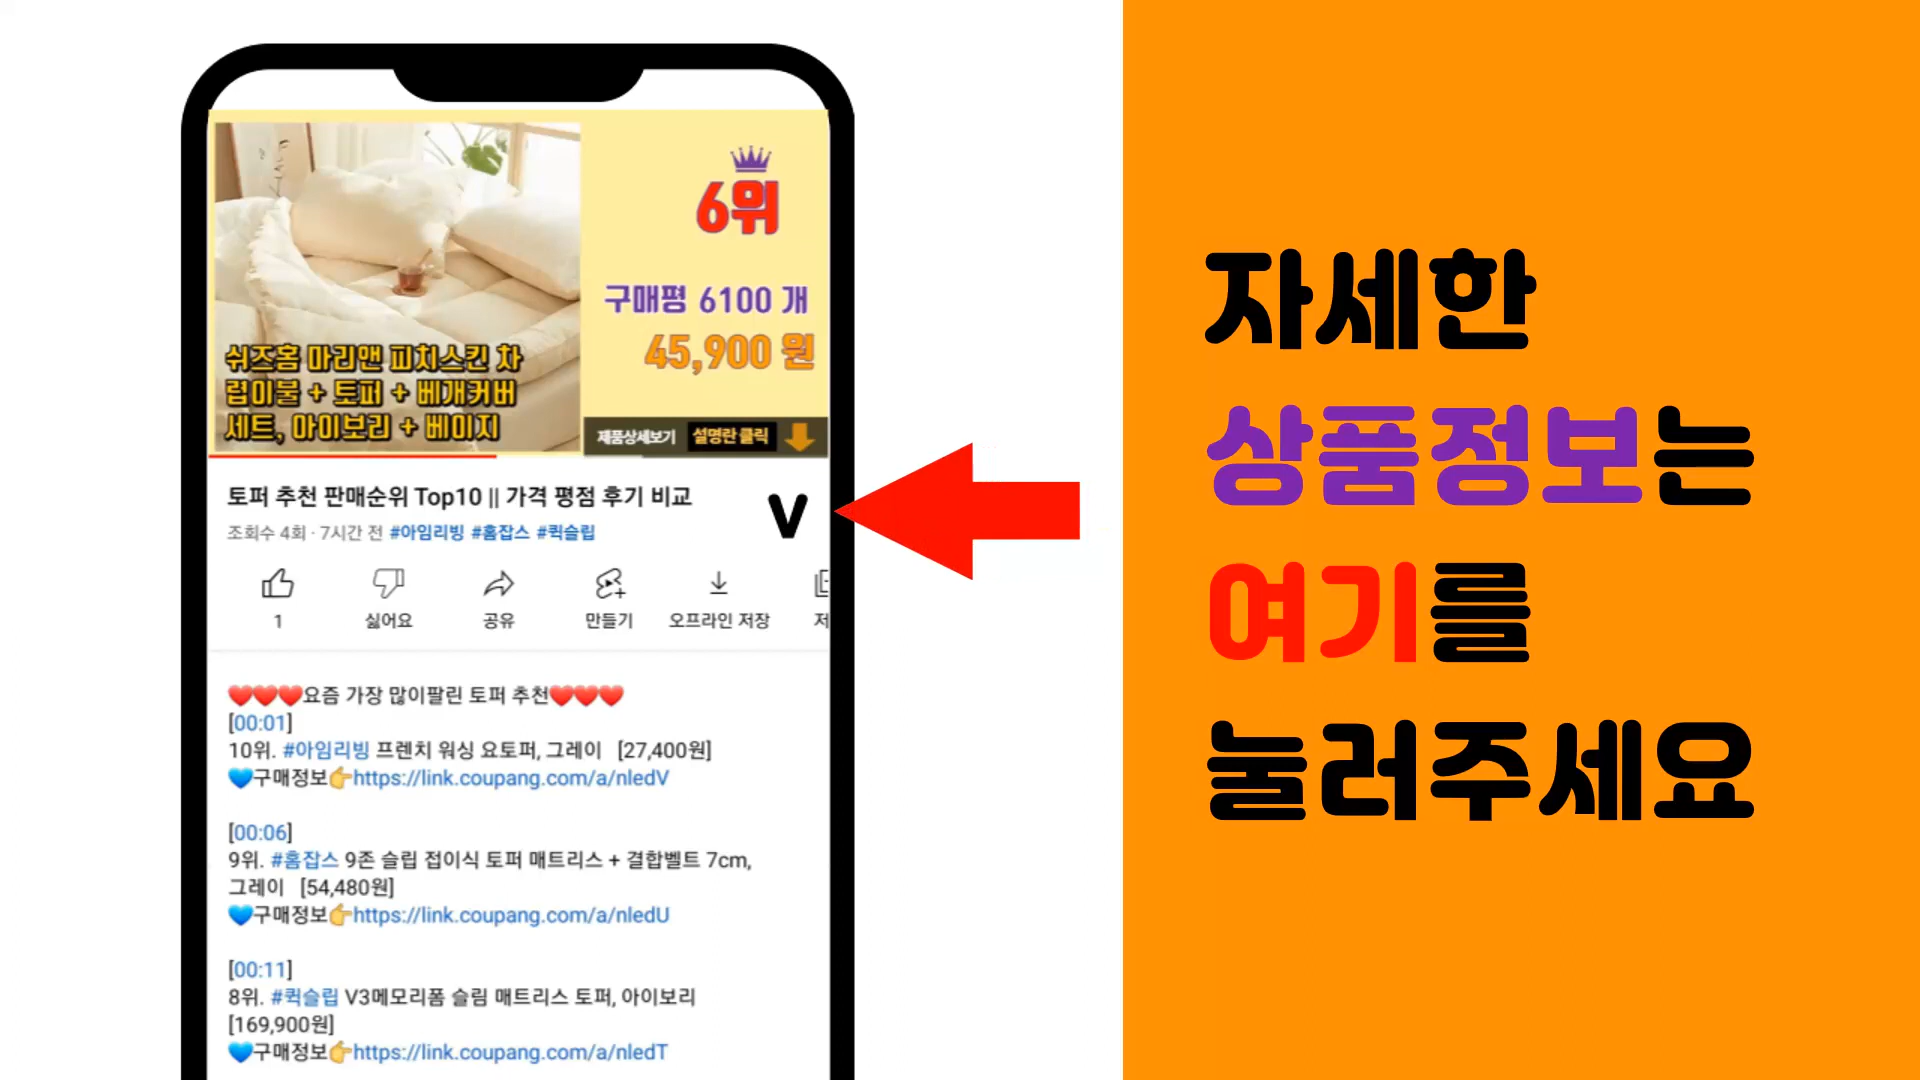 6위
구매평 6100 개
45,900 원
쉬즈홈 마리앤 피치스킨 차
렵이불 + 토퍼 + 베개커버
세트, 아이보리 + 베이지
제품상세보기 설명란 클릭
토퍼 추천 판매순위 Top10 || 가격 평점 후기 비교
V
조회수 4회 · 7시간 전 #아임리빙 #홈잡스 #퀵슬립
1 싫어요 공유 만들기 오프라인 저장 저
❤️❤️❤️요즘 가장 많이팔린 토퍼 추천❤️❤️❤️
[00:01]
10위. #아임리빙 프렌치 워싱 요토퍼, 그레이 [27,400원]
💙구매정보👉https://link.coupang.com/a/nledV
[00:06]
9위. #홈잡스 9존 슬립 접이식 토퍼 매트리스 + 결합벨트 7cm,
그레이 [54,480원]
💙구매정보👉https://link.coupang.com/a/nledU
[00:11]
8위. #퀵슬립 V3메모리폼 슬림 매트리스 토퍼, 아이보리
[169,900원]
💙구매정보👉https://link.coupang.com/a/nledT
자세한
상품정보는
여기를
눌러주세요